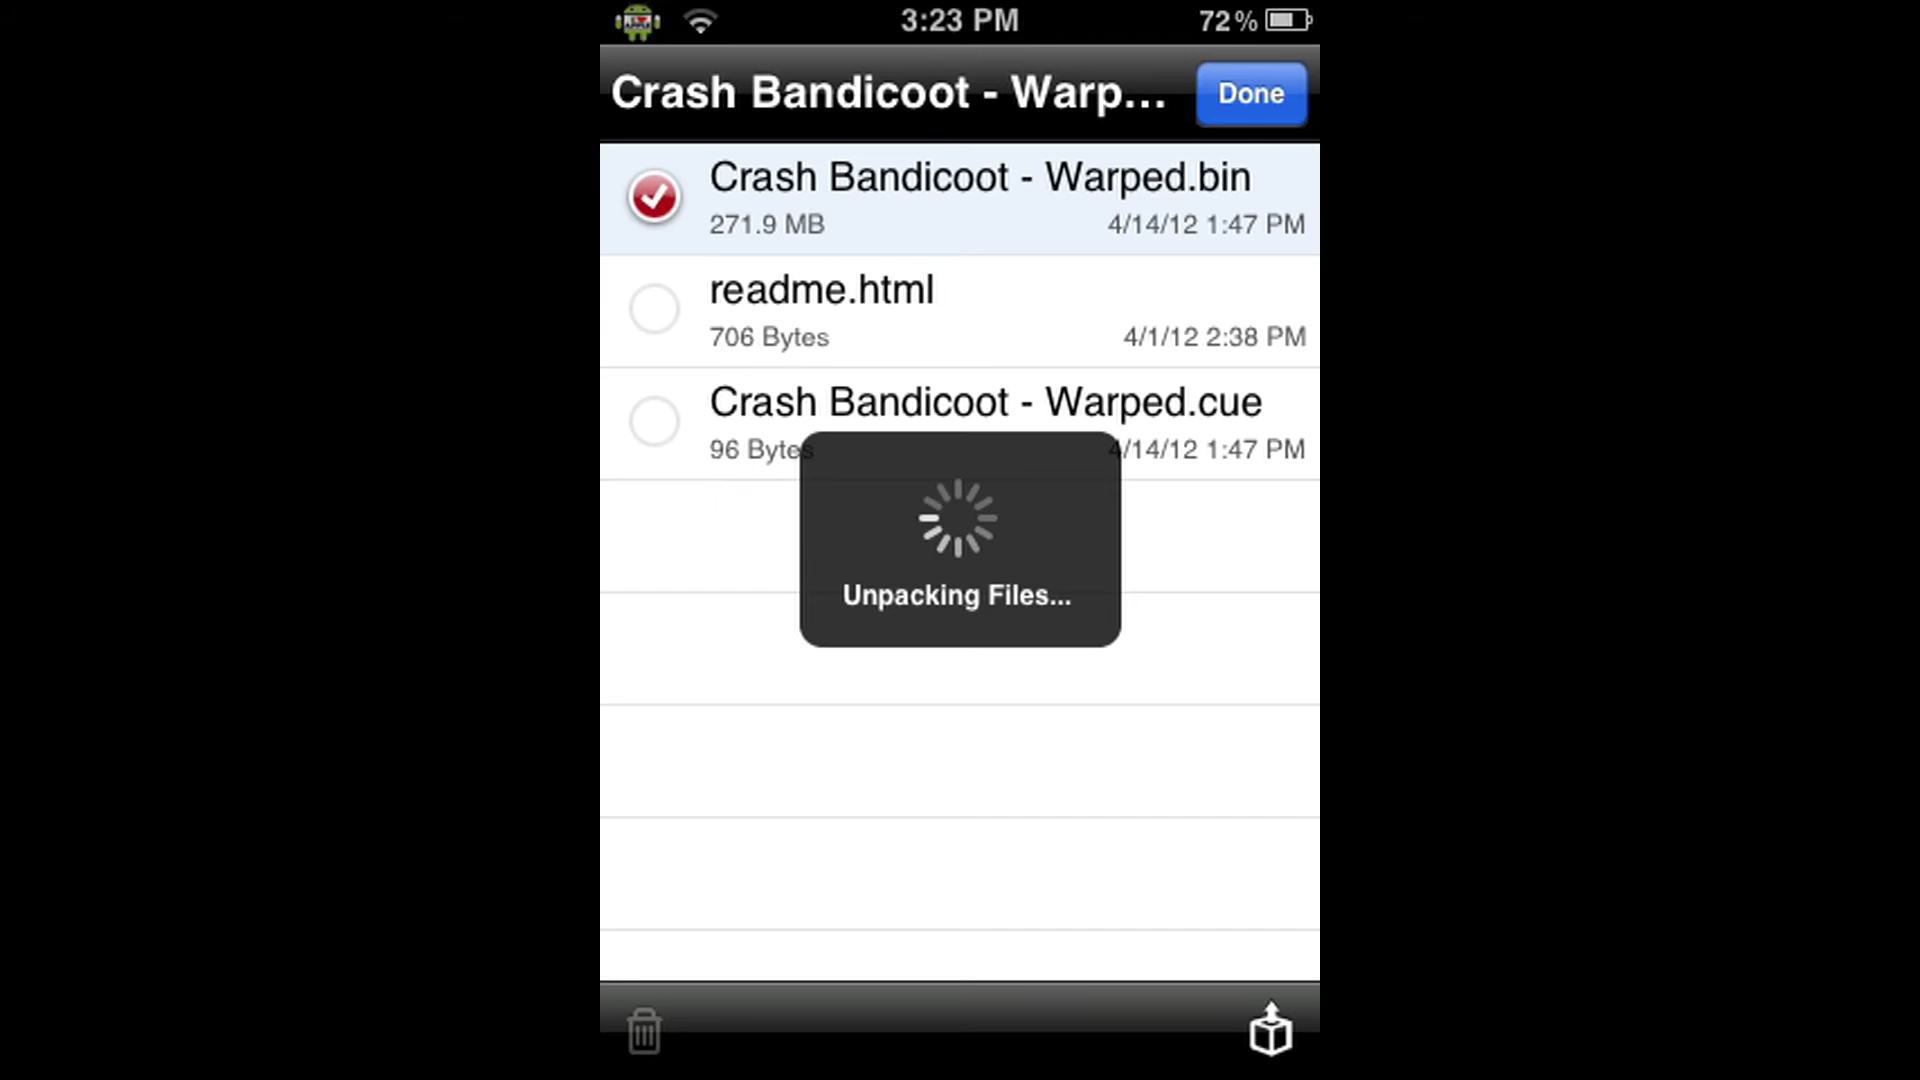 3:23 PM
72%
Crash Bandicoot - Warp...
Done
Crash Bandicoot - Warped.bin
271.9 MB
4/14/12 1:47 PM
readme.html
706 Bytes
4/1/12 2:38 PM
Crash Bandicoot - Warped.cue
96 Bytes
4/14/12 1:47 PM
Unpacking Files...